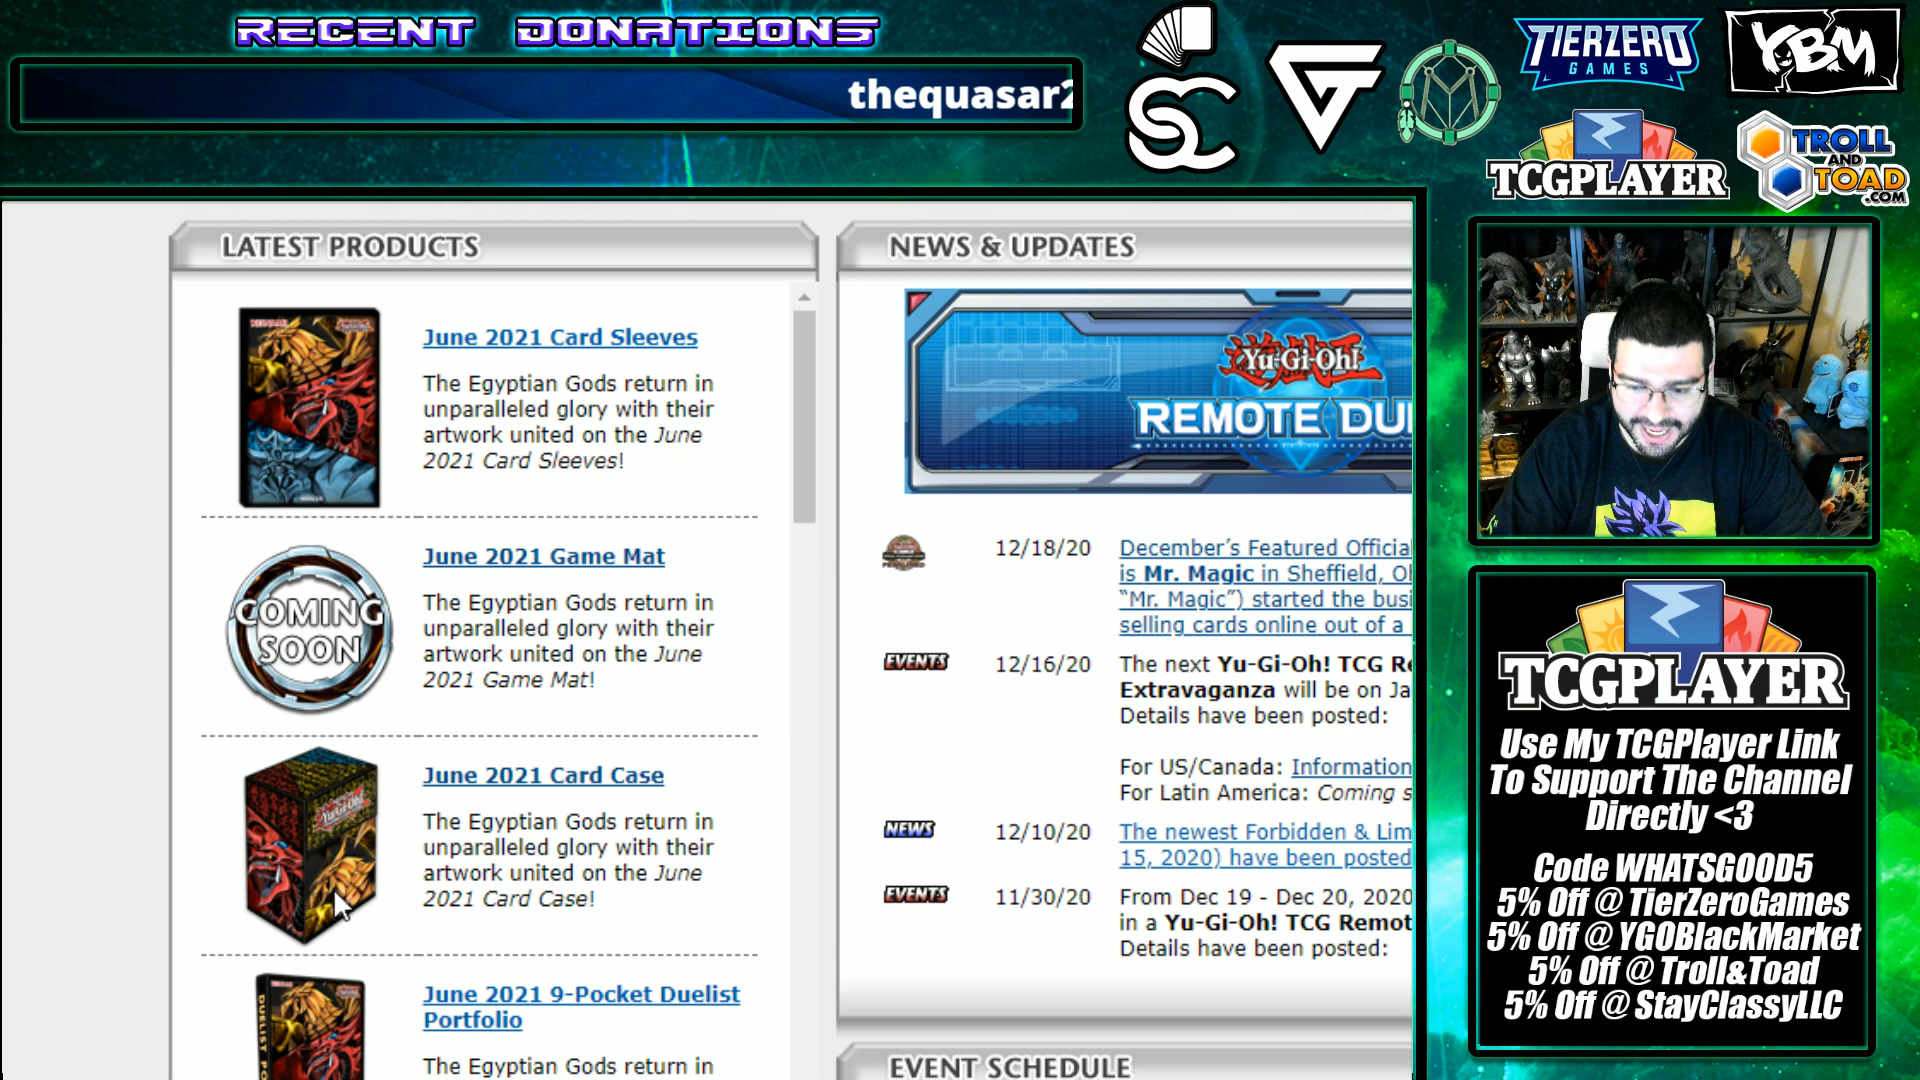 RECENT DONATIONS
thequasar2
SC
TIERZERO
GAMES
YBM
TCGPLAYER
TROLL
AND
TOAD
.COM
LATEST PRODUCTS
June 2021 Card Sleeves
The Egyptian Gods return in
unparalleled glory with their
artwork united on the June
2021 Card Sleeves!
COMING
SOON
June 2021 Game Mat
The Egyptian Gods return in
unparalleled glory with their
artwork united on the June
2021 Game Mat!
Yu-Gi-Oh!
June 2021 Card Case
The Egyptian Gods return in
unparalleled glory with their
artwork united on the June
2021 Card Case!
DUELIST PO
June 2021 9-Pocket Duelist
Portfolio
The Egyptian Gods return in
NEWS & UPDATES
Yu-Gi-Oh!
REMOTE DU
12/18/20
December's Featured Officia
is Mr. Magic in Sheffield, O
"Mr. Magic") started the busi
selling cards online out of a
EVENTS
12/16/20
The next Yu-Gi-Oh! TCG Re
Extravaganza will be on Ja
Details have been posted:
For US/Canada: Information
For Latin America: Coming s
NEWS
12/10/20
The newest Forbidden & Lim
15, 2020) have been posted
EVENTS
11/30/20
From Dec 19 - Dec 20, 2020
in a Yu-Gi-Oh! TCG Remot
Details have been posted:
EVENT SCHEDULE
TCGPLAYER
Use My TCGPlayer Link
To Support The Channel
Directly <3
Code WHATSGOOD5
5% Off @ TierZeroGames
5% Off @ YGOBlackMarket
5% Off @ Troll&Toad
5% Off @ StayClassyLLC